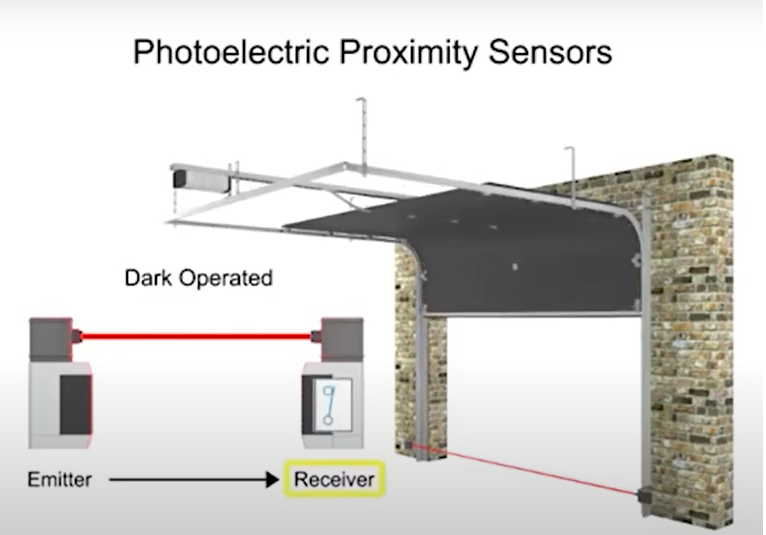 Photoelectric Proximity Sensors
Dark Operated
Emitter
Receiver